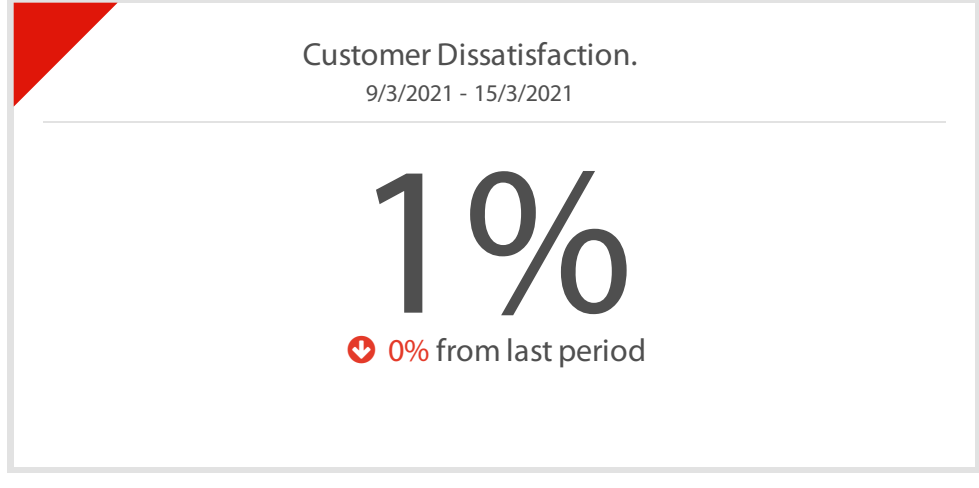 Customer Dissatisfaction.
9/3/2021 - 15/3/2021
1%
0% from last period